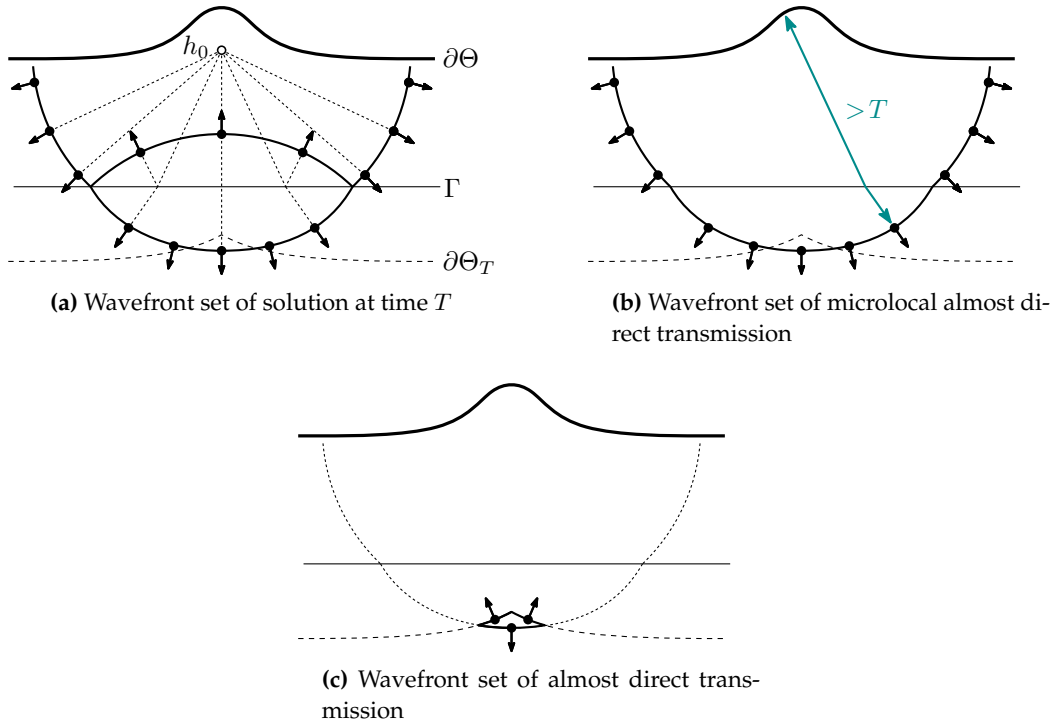 h₀
∂Θ
Γ
∂Θ_T
(a) Wavefront set of solution at time T
>T
(b) Wavefront set of microlocal almost di-
rect transmission
(c) Wavefront set of almost direct trans-
mission